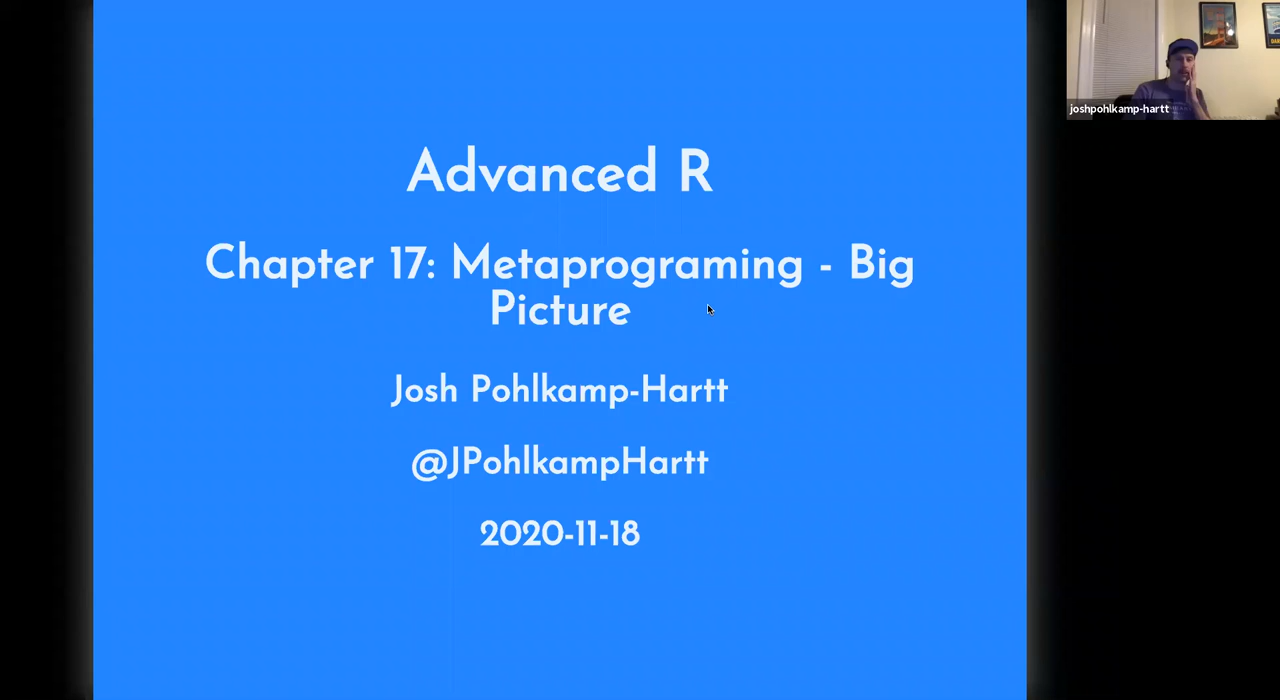 Advanced R
Chapter 17: Metaprograming - Big
Picture
Josh Pohlkamp-Hartt
@JPohlkampHartt
2020-11-18
joshpohlkamp-hartt